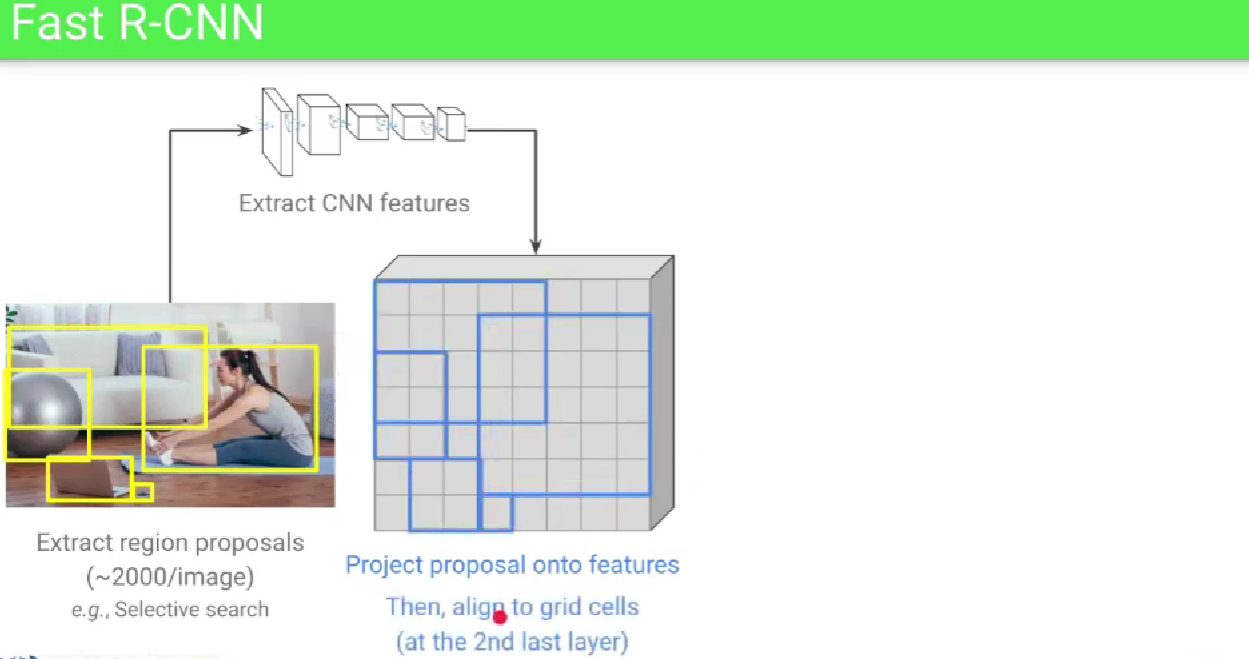 Fast R-CNN
Extract CNN features
Extract region proposals
(~2000/image)
e.g., Selective search
Project proposal onto features
Then, align to grid cells
(at the 2nd last layer)